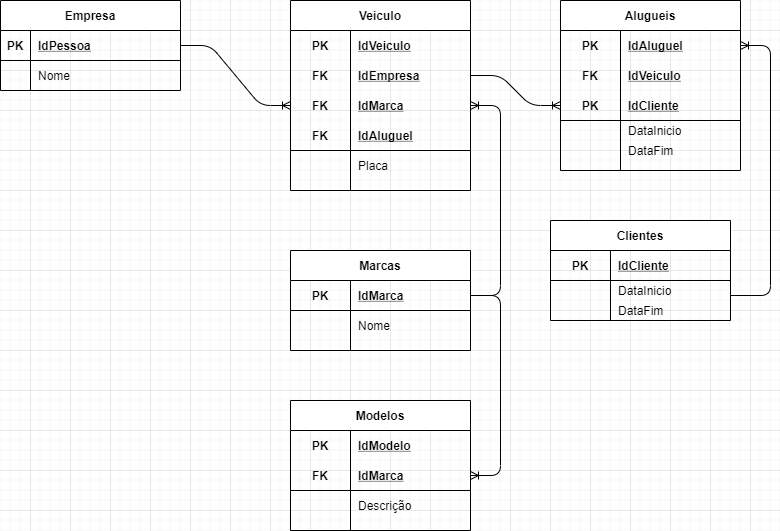 Empresa
PK IdPessoa
Nome
Veiculo
PK IdVeiculo
FK IdEmpresa
FK IdMarca
FK IdAluguel
Placa
Alugueis
PK IdAluguel
FK IdVeiculo
PK IdCliente
DataInicio
DataFim
Clientes
PK IdCliente
DataInicio
DataFim
Marcas
PK IdMarca
Nome
Modelos
PK IdModelo
FK IdMarca
Descrição